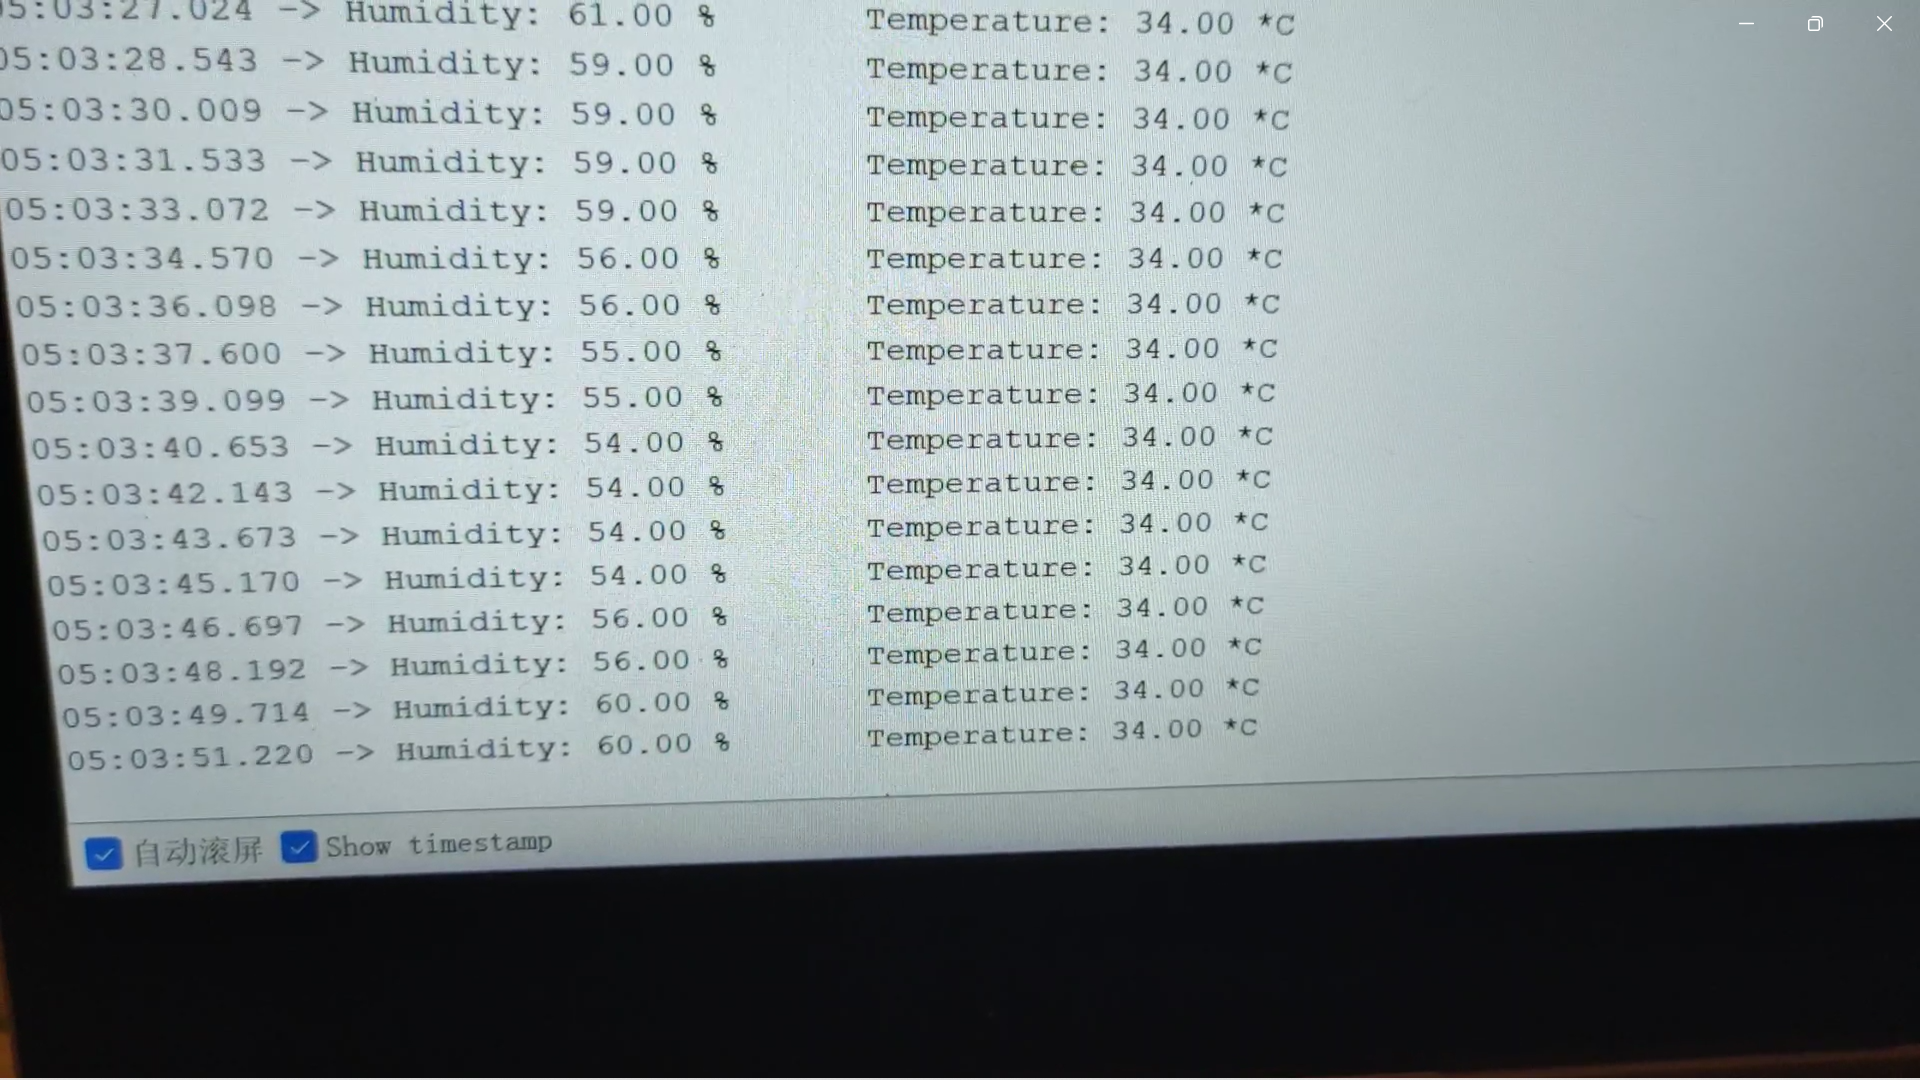 05:03:27.024 -> Humidity: 61.00 % Temperature: 34.00 *C
05:03:28.543 -> Humidity: 59.00 % Temperature: 34.00 *C
05:03:30.009 -> Humidity: 59.00 % Temperature: 34.00 *C
05:03:31.533 -> Humidity: 59.00 % Temperature: 34.00 *C
05:03:33.072 -> Humidity: 59.00 % Temperature: 34.00 *C
05:03:34.570 -> Humidity: 56.00 % Temperature: 34.00 *C
05:03:36.098 -> Humidity: 56.00 % Temperature: 34.00 *C
05:03:37.600 -> Humidity: 55.00 % Temperature: 34.00 *C
05:03:39.099 -> Humidity: 55.00 % Temperature: 34.00 *C
05:03:40.653 -> Humidity: 54.00 % Temperature: 34.00 *C
05:03:42.143 -> Humidity: 54.00 % Temperature: 34.00 *C
05:03:43.673 -> Humidity: 54.00 % Temperature: 34.00 *C
05:03:45.170 -> Humidity: 54.00 % Temperature: 34.00 *C
05:03:46.697 -> Humidity: 56.00 % Temperature: 34.00 *C
05:03:48.192 -> Humidity: 56.00 % Temperature: 34.00 *C
05:03:49.714 -> Humidity: 60.00 % Temperature: 34.00 *C
05:03:51.220 -> Humidity: 60.00 % Temperature: 34.00 *C
自动滚屏 Show timestamp